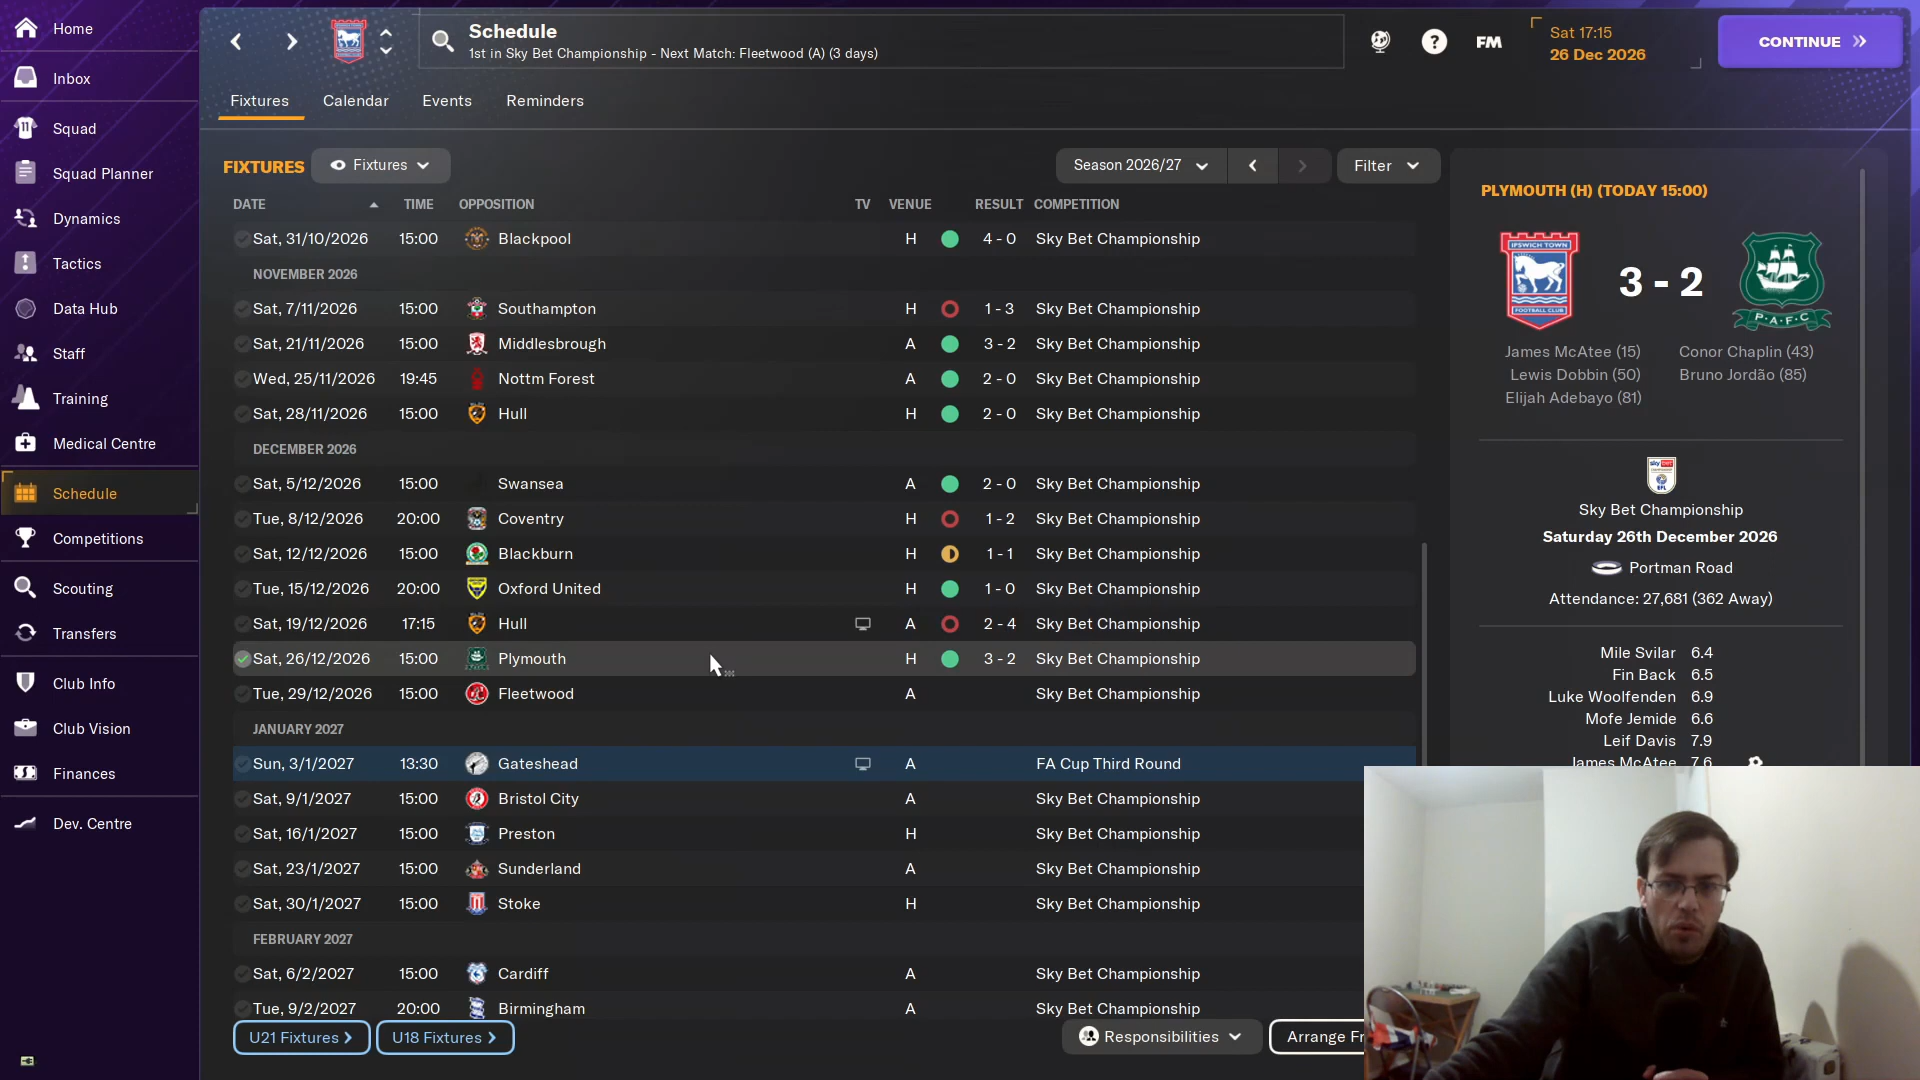 Home
Inbox
Squad
Squad Planner
Dynamics
Tactics
Data Hub
Staff
Training
Medical Centre
Schedule
Competitions
Scouting
Transfers
Club Info
Club Vision
Finances
Dev. Centre
Schedule
1st in Sky Bet Championship - Next Match: Fleetwood (A) (3 days)
FM
Sat 17:15
26 Dec 2026
CONTINUE
Fixtures Calendar Events Reminders
FIXTURES Fixtures Season 2026/27 Filter
DATE TIME OPPOSITION TV VENUE RESULT COMPETITION
Sat, 31/10/2026 15:00 Blackpool H 4 - 0 Sky Bet Championship
NOVEMBER 2026
Sat, 7/11/2026 15:00 Southampton H 1 - 3 Sky Bet Championship
Sat, 21/11/2026 15:00 Middlesbrough A 3 - 2 Sky Bet Championship
Wed, 25/11/2026 19:45 Nottm Forest A 2 - 0 Sky Bet Championship
Sat, 28/11/2026 15:00 Hull H 2 - 0 Sky Bet Championship
DECEMBER 2026
Sat, 5/12/2026 15:00 Swansea A 2 - 0 Sky Bet Championship
Tue, 8/12/2026 20:00 Coventry H 1 - 2 Sky Bet Championship
Sat, 12/12/2026 15:00 Blackburn H 1 - 1 Sky Bet Championship
Tue, 15/12/2026 20:00 Oxford United H 1 - 0 Sky Bet Championship
Sat, 19/12/2026 17:15 Hull A 2 - 4 Sky Bet Championship
Sat, 26/12/2026 15:00 Plymouth H 3 - 2 Sky Bet Championship
Tue, 29/12/2026 15:00 Fleetwood A Sky Bet Championship
JANUARY 2027
Sun, 3/1/2027 13:30 Gateshead A FA Cup Third Round
Sat, 9/1/2027 15:00 Bristol City A Sky Bet Championship
Sat, 16/1/2027 15:00 Preston H Sky Bet Championship
Sat, 23/1/2027 15:00 Sunderland A Sky Bet Championship
Sat, 30/1/2027 15:00 Stoke H Sky Bet Championship
FEBRUARY 2027
Sat, 6/2/2027 15:00 Cardiff A Sky Bet Championship
Tue, 9/2/2027 20:00 Birmingham A Sky Bet Championship
U21 Fixtures U18 Fixtures Responsibilities Arrange Fr
PLYMOUTH (H) (TODAY 15:00)
IPSWICH TOWN
FOOTBALL CLUB
3 - 2
P.A.F.C
James McAtee (15) Conor Chaplin (43)
Lewis Dobbin (50) Bruno Jordão (85)
Elijah Adebayo (81)
sky bet
EFL
Sky Bet Championship
Saturday 26th December 2026
Portman Road
Attendance: 27,681 (362 Away)
Mile Svilar 6.4
Fin Back 6.5
Luke Woolfenden 6.9
Mofe Jemide 6.6
Leif Davis 7.9
James McAtee 7.6